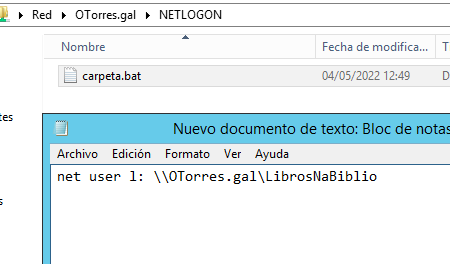 Red OTorres.gal NETLOGON
Nombre Fecha de modifica... T
carpeta.bat 04/05/2022 12:49 D
tes
s
Nuevo documento de texto: Bloc de notas
Archivo Edición Formato Ver Ayuda
net user l: \\OTorres.gal\LibrosNaBiblio